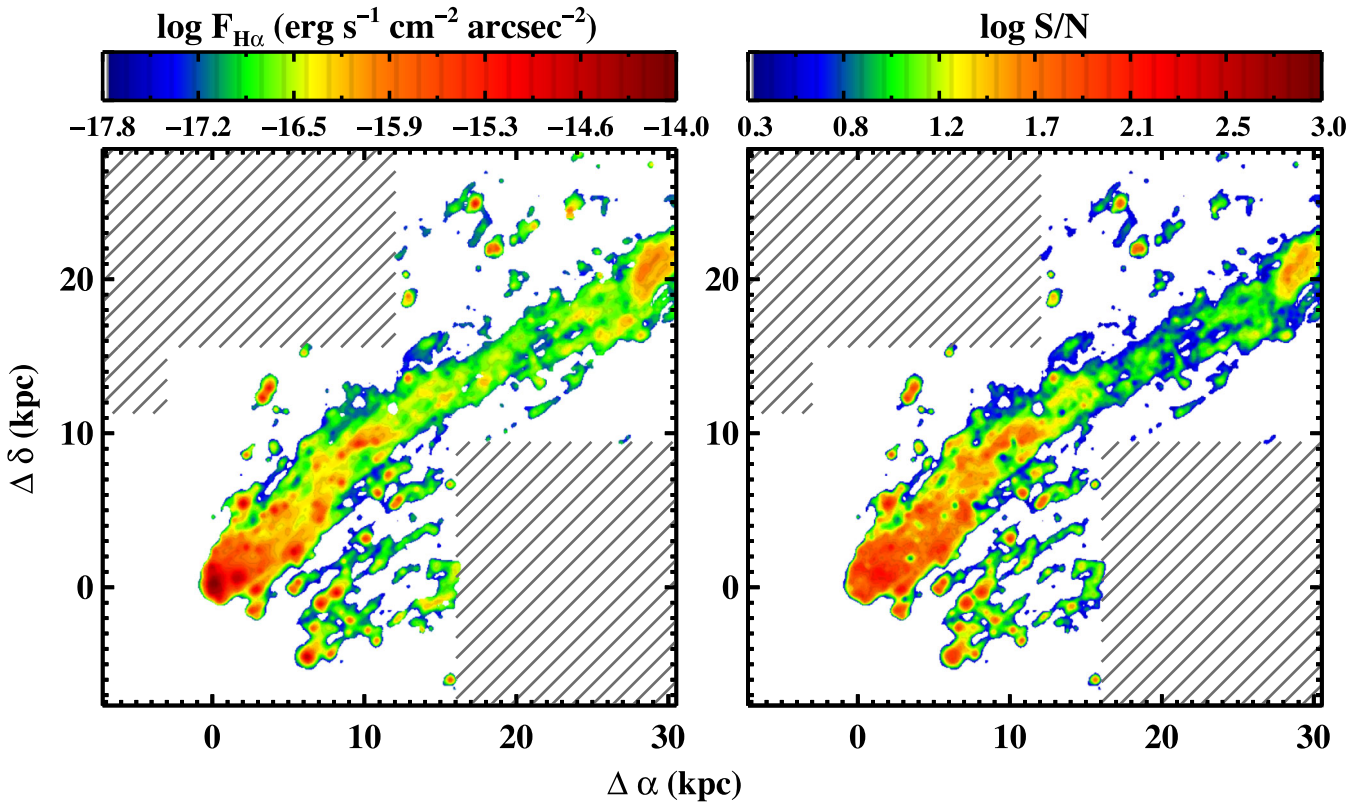 log F_Hα (erg s⁻¹ cm⁻² arcsec⁻²) log S/N
−17.8 −17.2 −16.5 −15.9 −15.3 −14.6 −14.0 0.3 0.8 1.2 1.7 2.1 2.5 3.0
20
10
0
Δ δ (kpc)
0 10 20 30 0 10 20 30
Δ α (kpc)